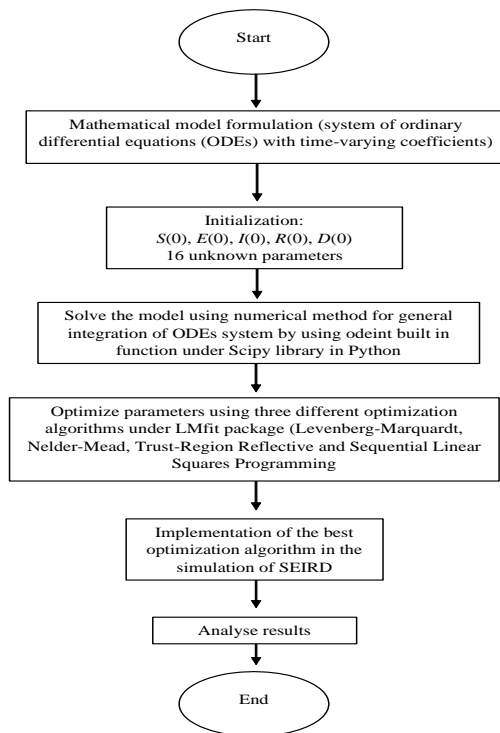 Start
Mathematical model formulation (system of ordinary
differential equations (ODEs) with time-varying
coefficients)
Initialization:
S(0), E(0), I(0), R(0), D(0)
16 unknown parameters
Solve the model using numerical method for general
integration of ODEs system by using odeint built in
function under Scipy library in Python
Optimize parameters using three different optimization
algorithms under LMfit package (Levenberg-Marquardt,
Nelder-Mead, Trust-Region Reflective and Sequential Linear
Squares Programming
Implementation of the best
optimization algorithm in the
simulation of SEIRD
Analyse results
End